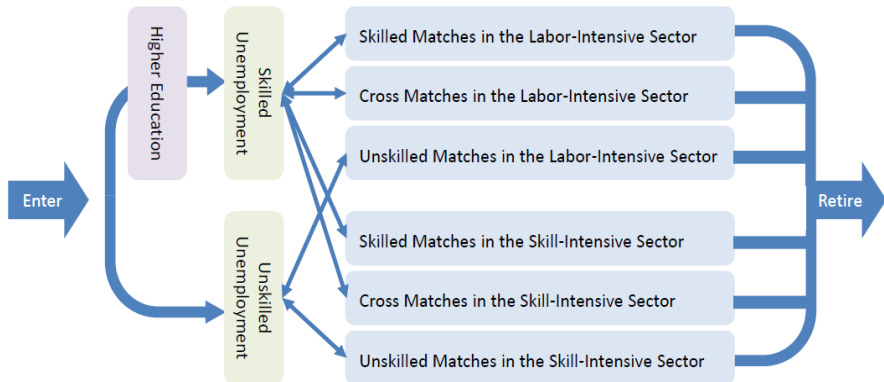 Enter
Higher Education
Skilled
Unemployment
Unskilled
Unemployment
Skilled Matches in the Labor-Intensive Sector
Cross Matches in the Labor-Intensive Sector
Unskilled Matches in the Labor-Intensive Sector
Skilled Matches in the Skill-Intensive Sector
Cross Matches in the Skill-Intensive Sector
Unskilled Matches in the Skill-Intensive Sector
Retire